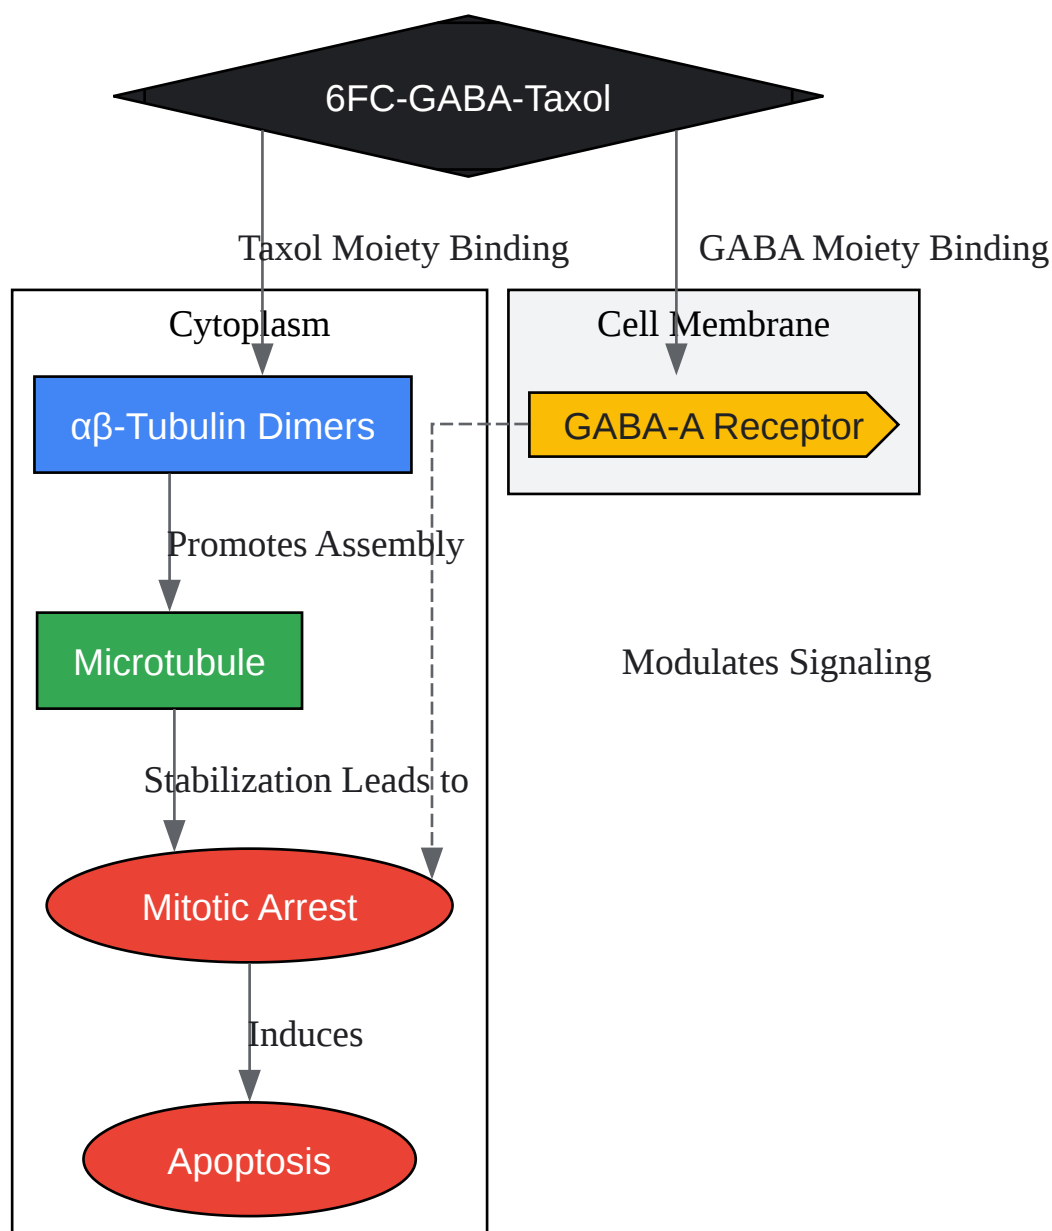 6FC-GABA-Taxol
Taxol Moiety Binding
GABA Moiety Binding
Cytoplasm
Cell Membrane
αβ-Tubulin Dimers
GABA-A Receptor
Promotes Assembly
Microtubule
Modulates Signaling
Stabilization Leads to
Mitotic Arrest
Induces
Apoptosis